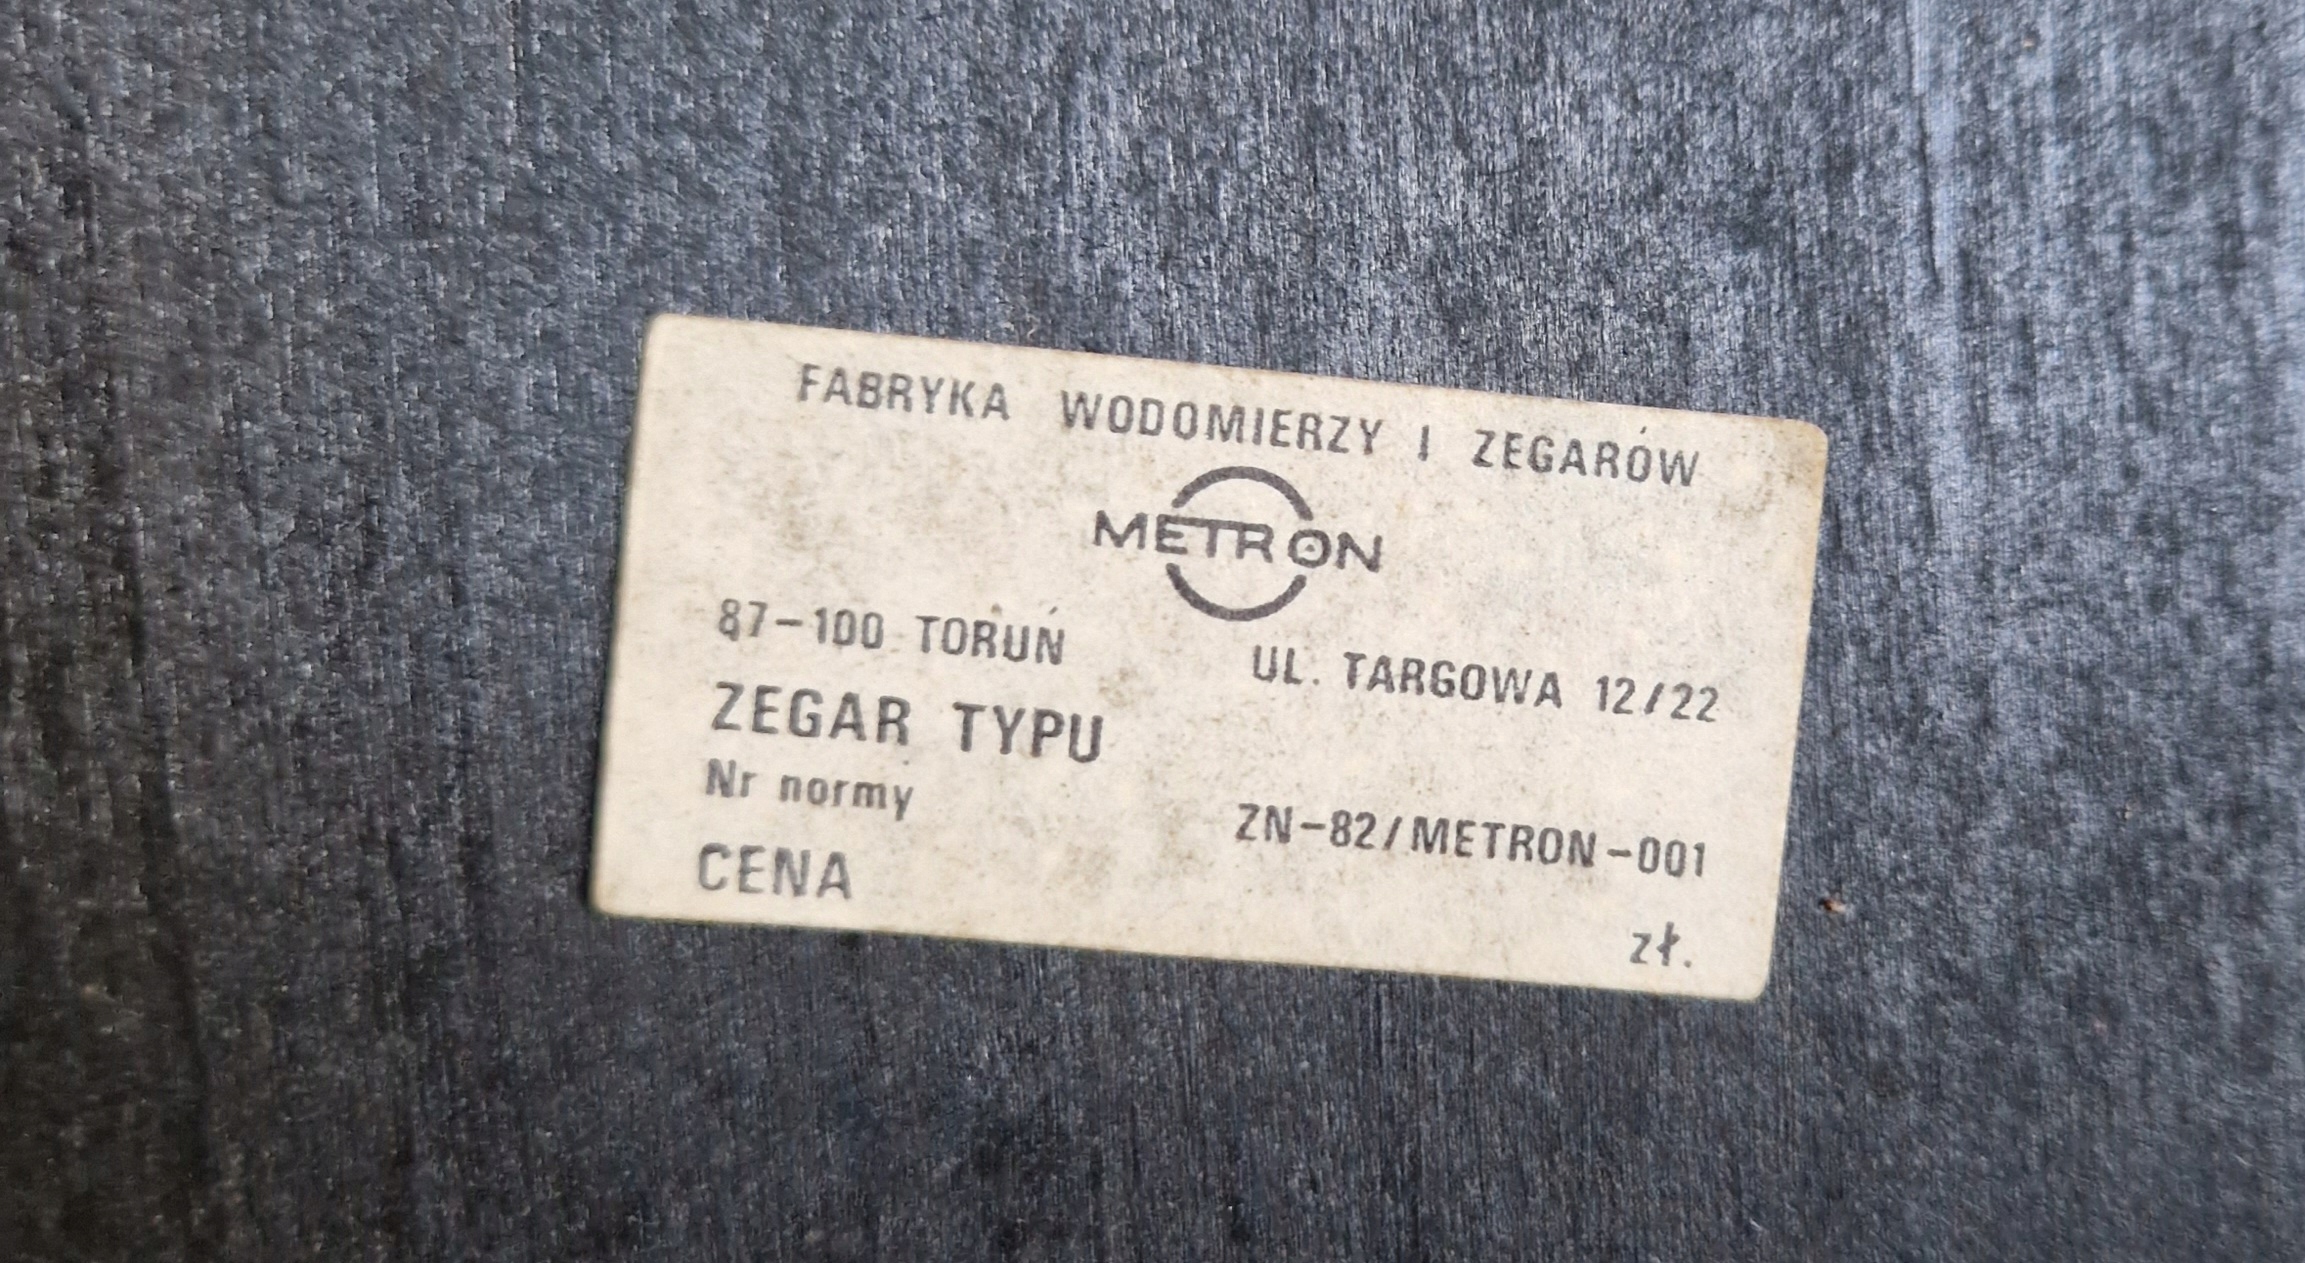 FABRYKA WODOMIERZY I ZEGARÓW
METRON
87-100 TORUŃ UL. TARGOWA 12/22
ZEGAR TYPU
Nr normy ZN-82/METRON-001
CENA zł.